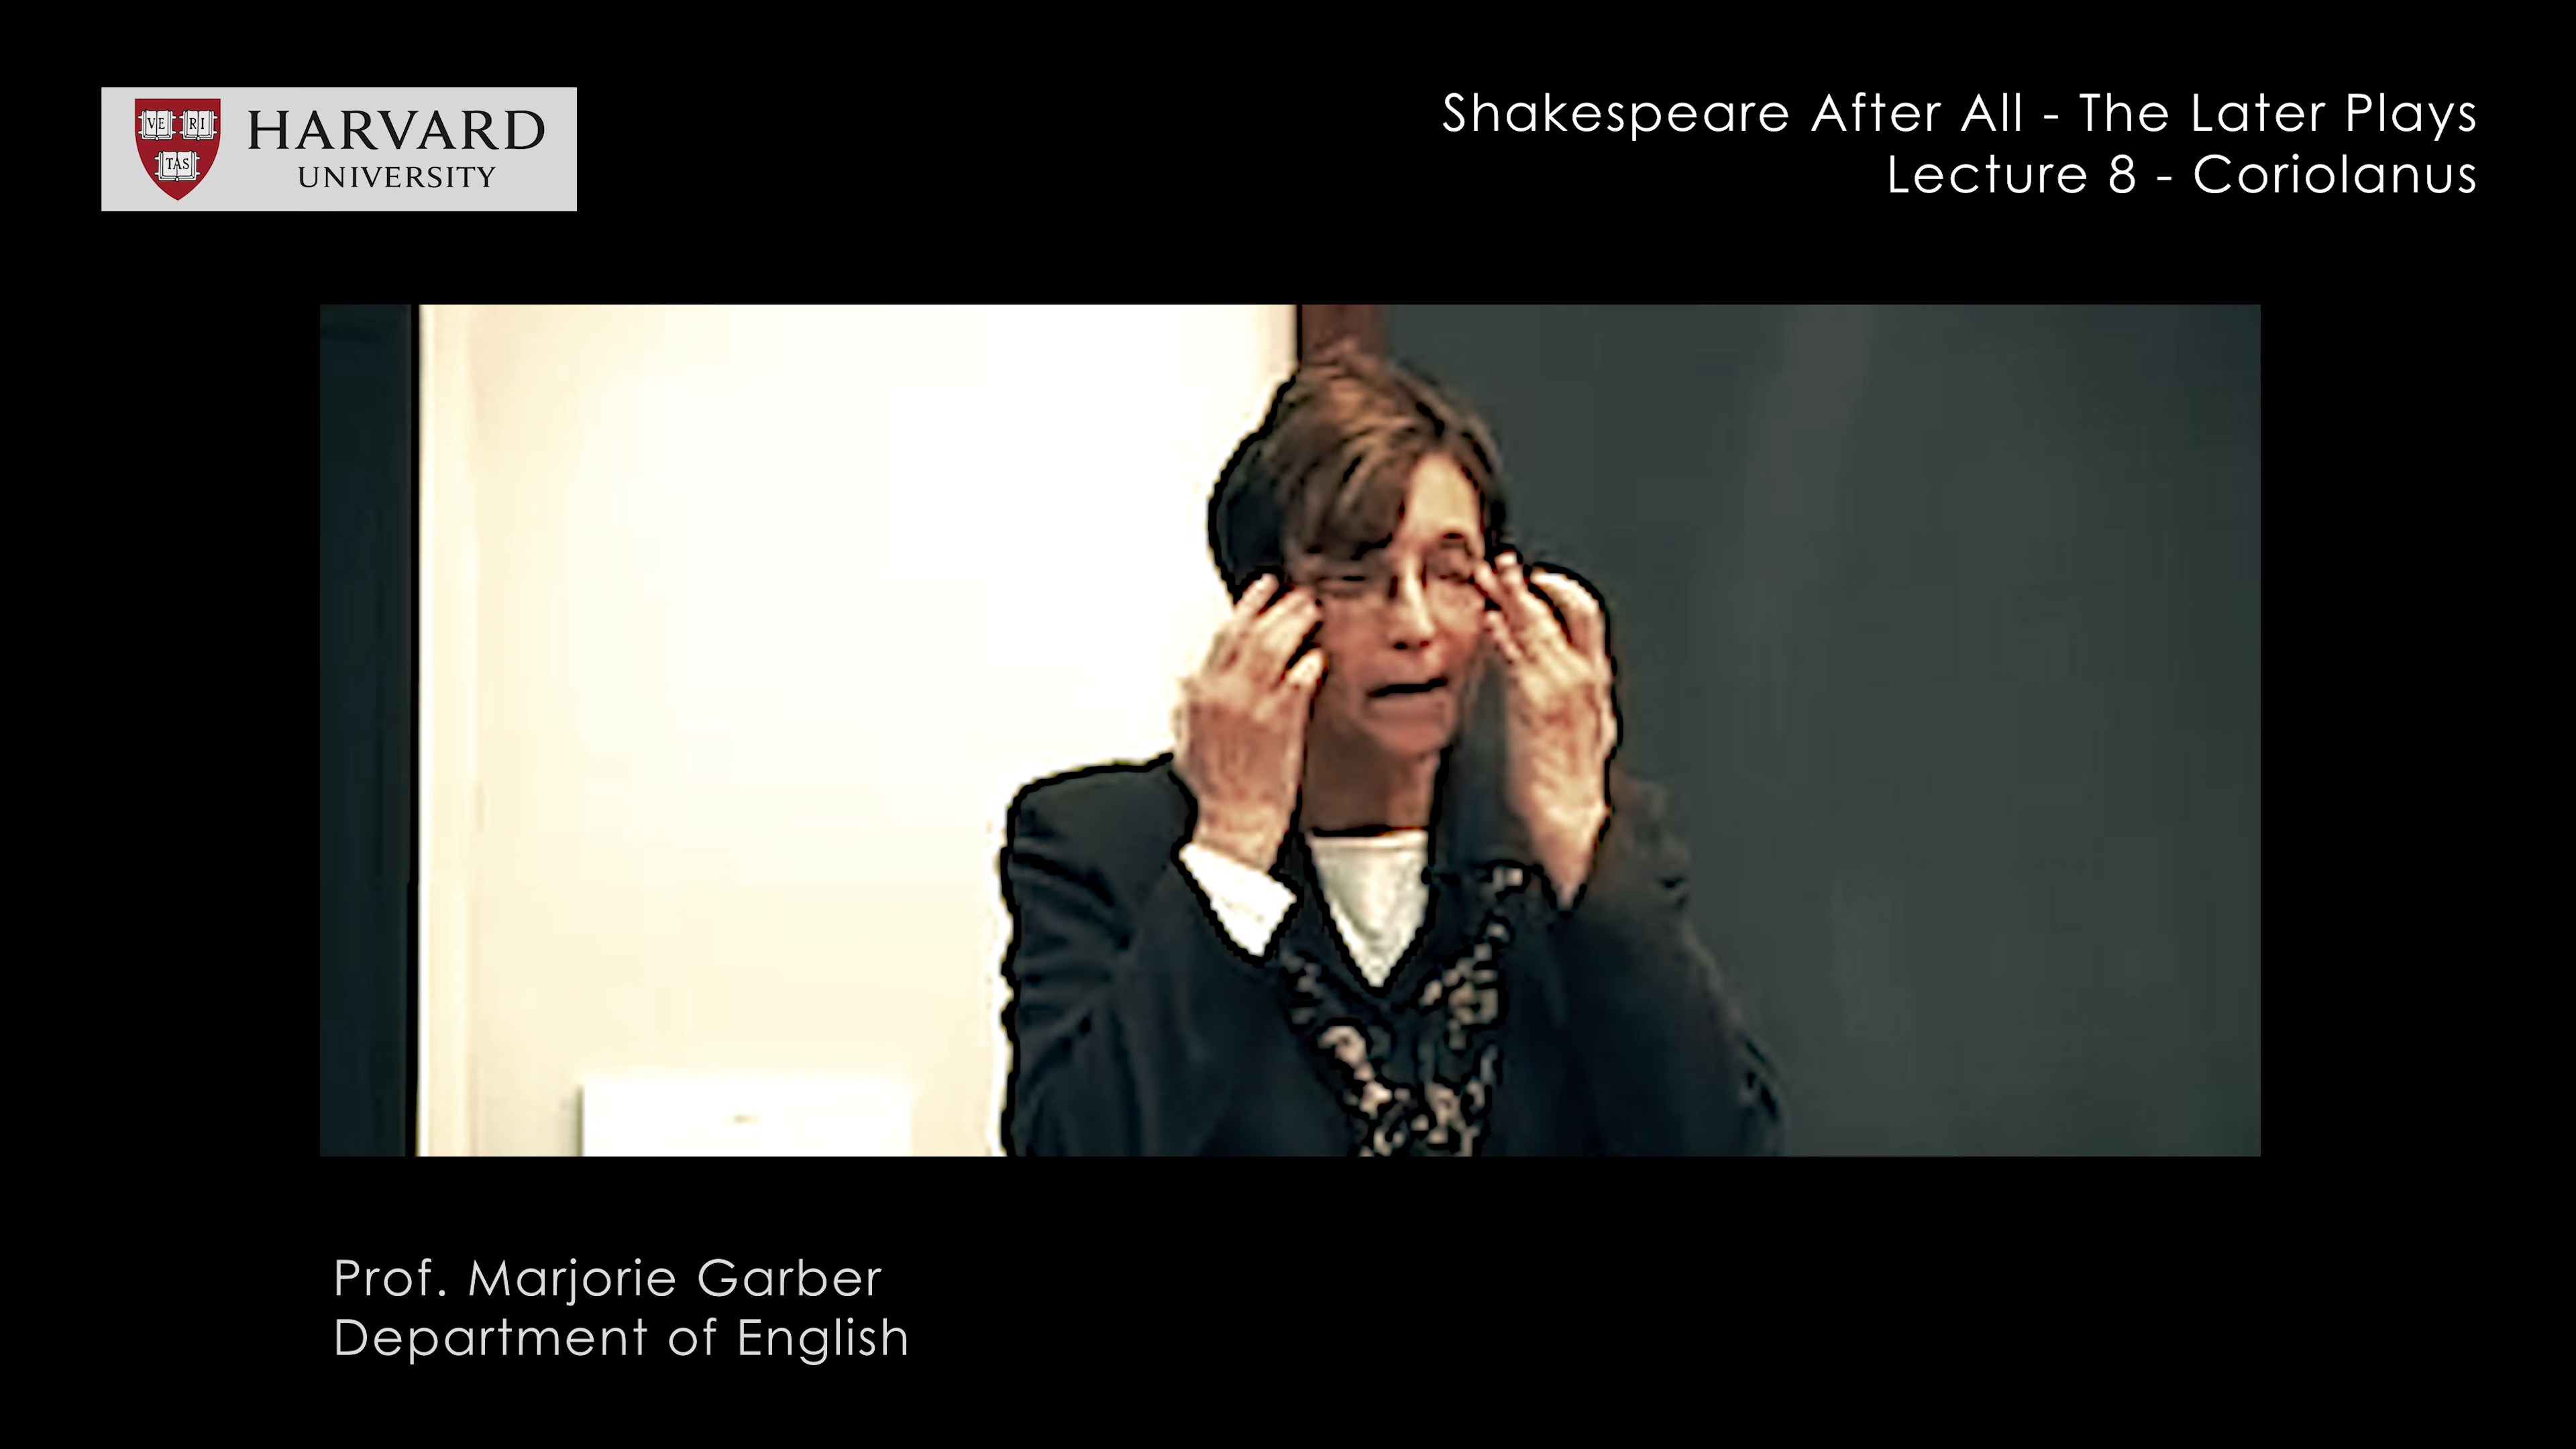 VE RI
TAS
HARVARD
UNIVERSITY
Shakespeare After All - The Later Plays
Lecture 8 - Coriolanus
Prof. Marjorie Garber
Department of English